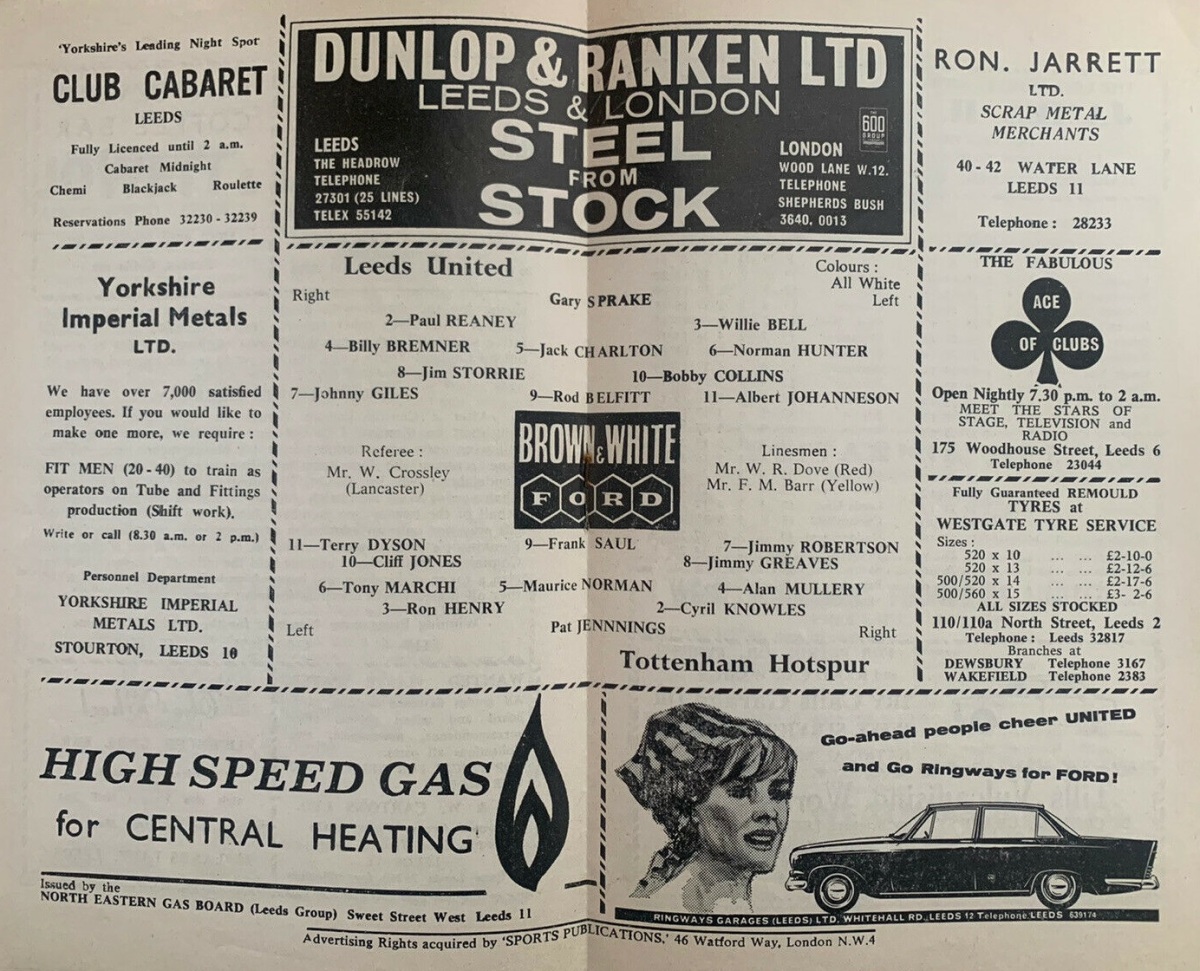 'Yorkshire's Leading Night Spot
CLUB CABARET
LEEDS
Fully Licenced until 2 a.m.
Cabaret Midnight
Chemi Blackjack Roulette
Reservations Phone 32230 - 32239
Yorkshire
Imperial Metals
LTD.
We have over 7,000 satisfied
employees. If you would like to
make one more, we require :
FIT MEN (20 - 40) to train as
operators on Tube and Fittings
production (Shift work).
Write or call (8.30 a.m. or 2 p.m.)
Personnel Department
YORKSHIRE IMPERIAL
METALS LTD.
STOURTON, LEEDS 10
DUNLOP & RANKEN LTD
LEEDS & LONDON
STEEL
FROM
STOCK
LEEDS
THE HEADROW
TELEPHONE
27301 (25 LINES)
TELEX 55142
THE
600
GROUP
LONDON
WOOD LANE W.12.
TELEPHONE
SHEPHERDS BUSH
3640. 0013
Leeds United
Colours :
All White
Right
Gary SPRAKE
Left
2—Paul REANEY
3—Willie BELL
4—Billy BREMNER
5—Jack CHARLTON
6—Norman HUNTER
8—Jim STORRIE
10—Bobby COLLINS
7—Johnny GILES
9—Rod BELFITT
11—Albert JOHANNESON
Referee :
Mr. W. Crossley
(Lancaster)
BROWN & WHITE
FORD
Linesmen :
Mr. W. R. Dove (Red)
Mr. F. M. Barr (Yellow)
11—Terry DYSON
9—Frank SAUL
7—Jimmy ROBERTSON
10—Cliff JONES
8—Jimmy GREAVES
6—Tony MARCHI
5—Maurice NORMAN
4—Alan MULLERY
3—Ron HENRY
2—Cyril KNOWLES
Left
Pat JENNNINGS
Right
Tottenham Hotspur
RON. JARRETT
LTD.
SCRAP METAL
MERCHANTS
40 - 42 WATER LANE
LEEDS 11
Telephone : 28233
THE FABULOUS
ACE
OF CLUBS
Open Nightly 7.30 p.m. to 2 a.m.
MEET THE STARS OF
STAGE, TELEVISION and
RADIO
175 Woodhouse Street, Leeds 6
Telephone 23044
Fully Guaranteed REMOULD
TYRES at
WESTGATE TYRE SERVICE
Sizes :
520 x 10 ... ... £2-10-0
520 x 13 ... ... £2-12-6
500/520 x 14 ... ... £2-17-6
500/560 x 15 ... ... £3- 2-6
ALL SIZES STOCKED
110/110a North Street, Leeds 2
Telephone : Leeds 32817
Branches at
DEWSBURY Telephone 3167
WAKEFIELD Telephone 2383
HIGH SPEED GAS
for CENTRAL HEATING
Issued by the
NORTH EASTERN GAS BOARD (Leeds Group) Sweet Street West Leeds 11
Go-ahead people cheer UNITED
and Go Ringways for FORD!
RINGWAYS GARAGES (LEEDS) LTD. WHITEHALL RD. LEEDS 12 Telephone LEEDS 639174
Advertising Rights acquired by 'SPORTS PUBLICATIONS,' 46 Watford Way, London N.W.4